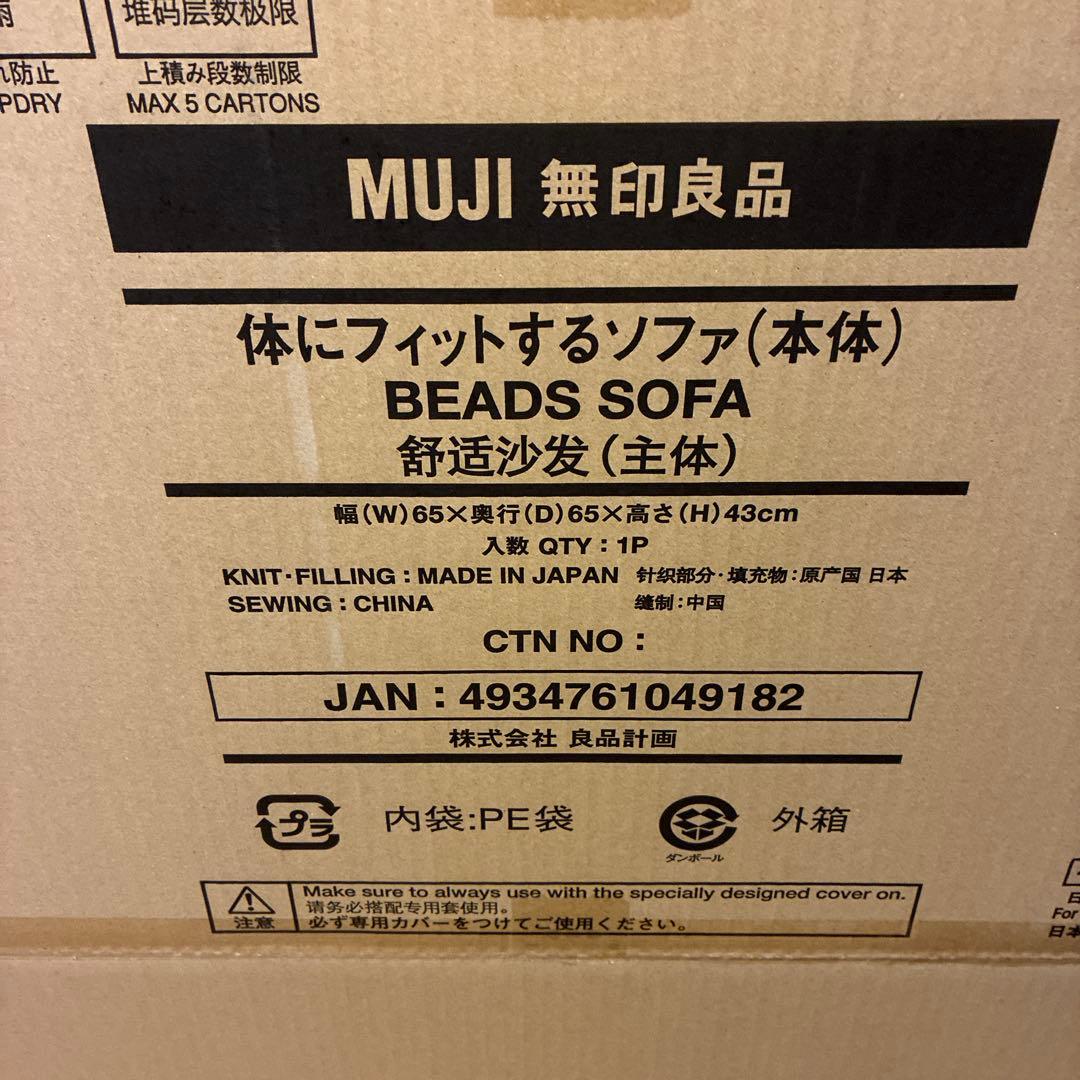 堆码层数极限
れ防止
上積み段数制限
PDRY
MAX 5 CARTONS
MUJI 無印良品
体にフィットするソファ(本体)
BEADS SOFA
舒适沙发(主体)
幅(W)65×奥行(D)65×高さ(H)43cm
入数 QTY:1P
KNIT・FILLING:MADE IN JAPAN 针织部分・填充物:原产国 日本
SEWING:CHINA 缝制:中国
CTN NO:
JAN:4934761049182
株式会社 良品計画
プラ 内袋:PE袋 外箱
ダンボール
Make sure to always use with the specially designed cover on.
请务必搭配专用套使用。
注意 必ず専用カバーをつけてご使用ください。
For
日本